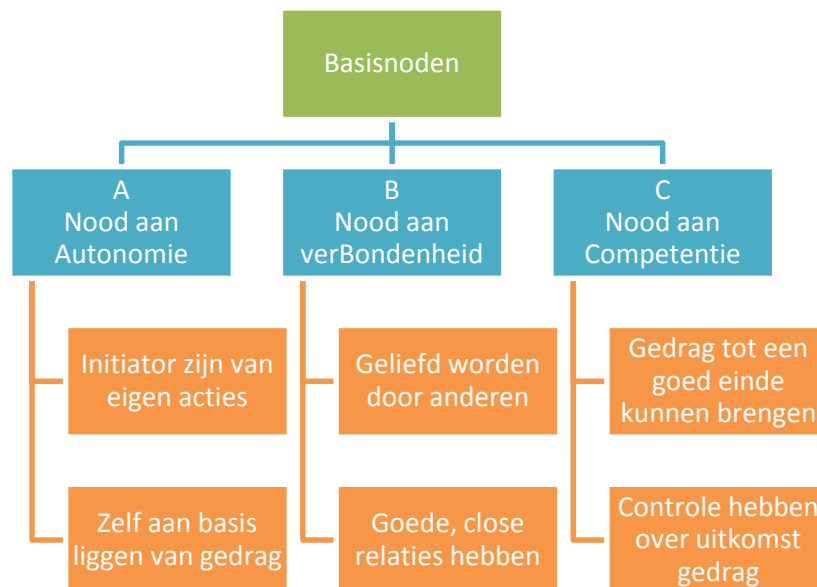 Basisnoden
A
Nood aan
Autonomie
B
Nood aan
verBondenheid
C
Nood aan
Competentie
Initiator zijn van
eigen acties
Geliefd worden
door anderen
Gedrag tot een
goed einde
kunnen brengen
Zelf aan basis
liggen van gedrag
Goede, close
relaties hebben
Controle hebben
over uitkomst
gedrag